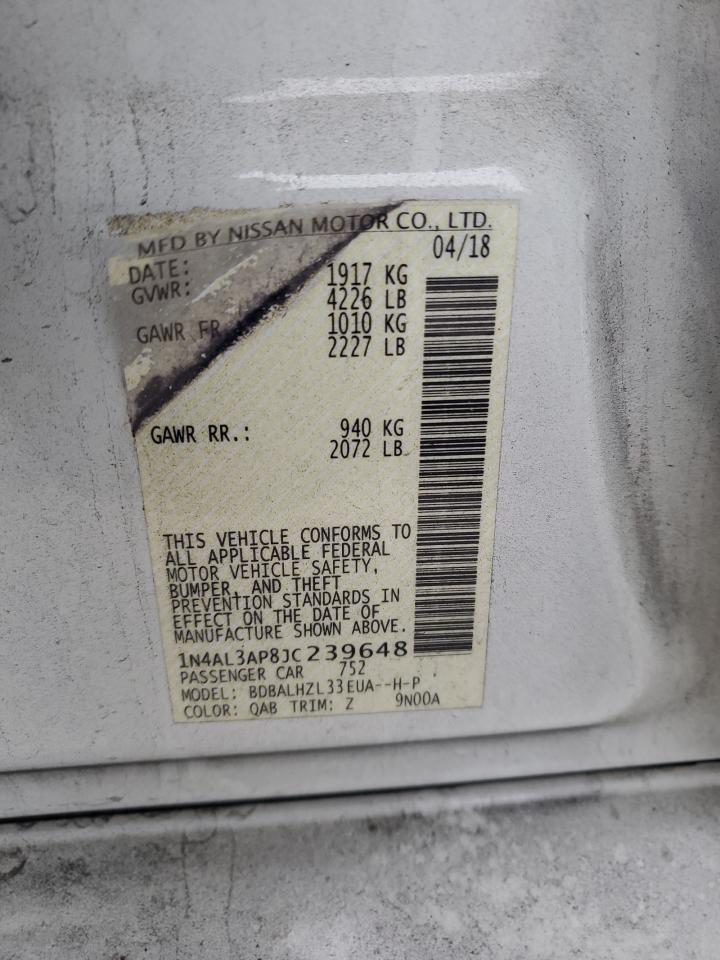 MFD BY NISSAN MOTOR CO., LTD.
DATE: 04/18
GVWR: 1917 KG
4226 LB
GAWR FR 1010 KG
2227 LB
GAWR RR.: 940 KG
2072 LB
THIS VEHICLE CONFORMS TO
ALL APPLICABLE FEDERAL
MOTOR VEHICLE SAFETY,
BUMPER, AND THEFT
PREVENTION STANDARDS IN
EFFECT ON THE DATE OF
MANUFACTURE SHOWN ABOVE.
1N4AL3AP8JC239648
PASSENGER CAR 752
MODEL: BDBALHZL33EUA--H-P
COLOR: QAB TRIM: Z 9N00A